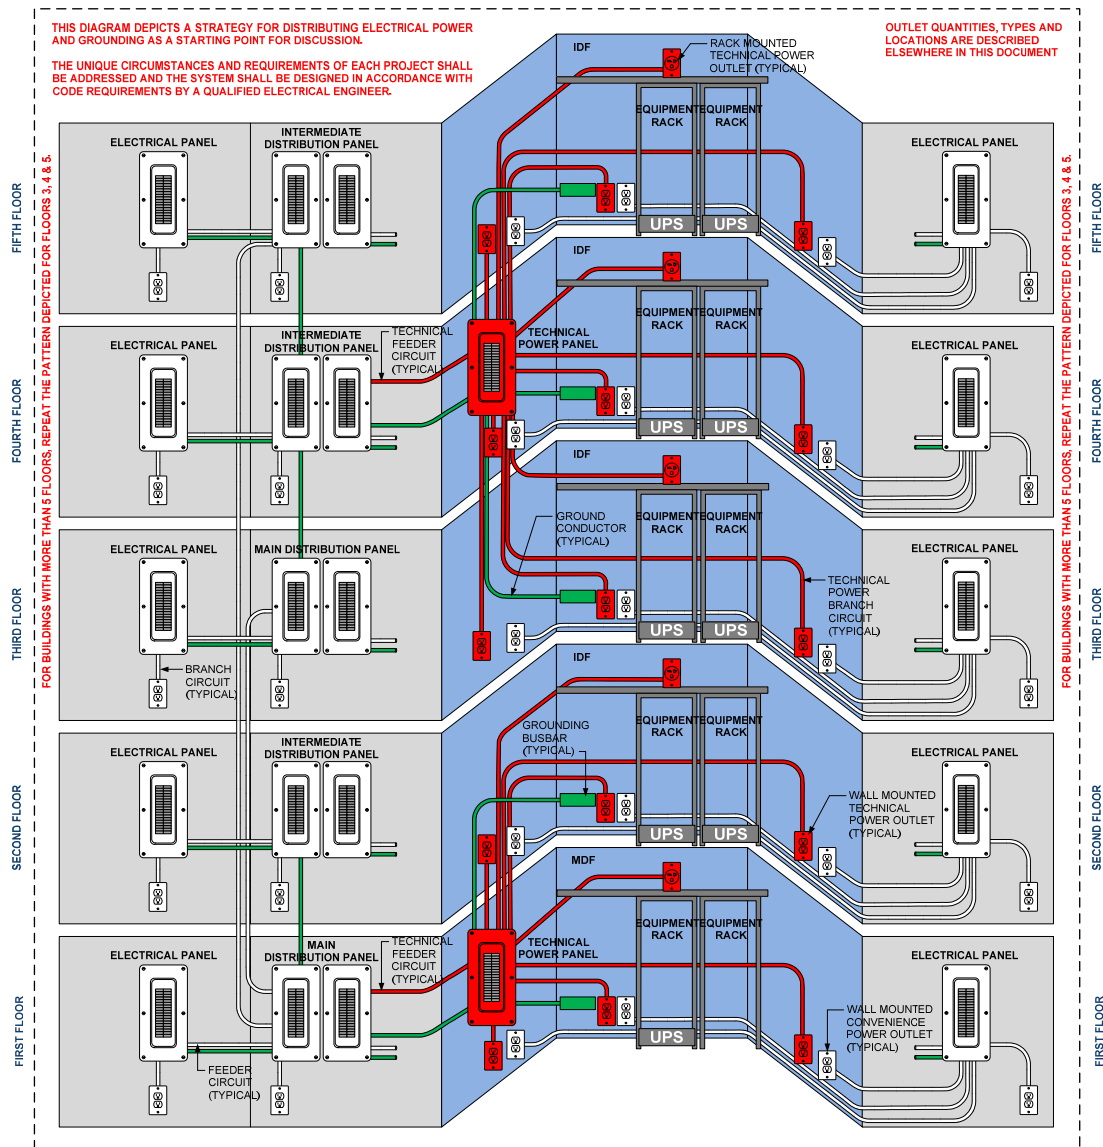 THIS DIAGRAM DEPICTS A STRATEGY FOR DISTRIBUTING ELECTRICAL POWER
AND GROUNDING AS A STARTING POINT FOR DISCUSSION.
THE UNIQUE CIRCUMSTANCES AND REQUIREMENTS OF EACH PROJECT SHALL
BE ADDRESSED AND THE SYSTEM SHALL BE DESIGNED IN ACCORDANCE WITH
CODE REQUIREMENTS BY A QUALIFIED ELECTRICAL ENGINEER.
OUTLET QUANTITIES, TYPES AND
LOCATIONS ARE DESCRIBED
ELSEWHERE IN THIS DOCUMENT
FOR BUILDINGS WITH MORE THAN 5 FLOORS, REPEAT THE PATTERN DEPICTED FOR FLOORS 3, 4 & 5.
FOR BUILDINGS WITH MORE THAN 5 FLOORS, REPEAT THE PATTERN DEPICTED FOR FLOORS 3, 4 & 5.
FIFTH FLOOR
ELECTRICAL PANEL
INTERMEDIATE
DISTRIBUTION PANEL
IDF
RACK MOUNTED
TECHNICAL POWER
OUTLET (TYPICAL)
EQUIPMENT
RACK
EQUIPMENT
RACK
UPS
UPS
ELECTRICAL PANEL
FIFTH FLOOR
FOURTH FLOOR
ELECTRICAL PANEL
INTERMEDIATE
DISTRIBUTION PANEL
TECHNICAL
FEEDER
CIRCUIT
(TYPICAL)
TECHNICAL
POWER PANEL
IDF
EQUIPMENT
RACK
EQUIPMENT
RACK
UPS
UPS
ELECTRICAL PANEL
FOURTH FLOOR
THIRD FLOOR
ELECTRICAL PANEL
MAIN DISTRIBUTION PANEL
BRANCH
CIRCUIT
(TYPICAL)
IDF
GROUND
CONDUCTOR
(TYPICAL)
EQUIPMENT
RACK
EQUIPMENT
RACK
UPS
UPS
TECHNICAL
POWER
BRANCH
CIRCUIT
(TYPICAL)
ELECTRICAL PANEL
THIRD FLOOR
SECOND FLOOR
ELECTRICAL PANEL
INTERMEDIATE
DISTRIBUTION PANEL
IDF
GROUNDING
BUSBAR
(TYPICAL)
EQUIPMENT
RACK
EQUIPMENT
RACK
UPS
UPS
WALL MOUNTED
TECHNICAL
POWER OUTLET
(TYPICAL)
ELECTRICAL PANEL
SECOND FLOOR
FIRST FLOOR
ELECTRICAL PANEL
MAIN
DISTRIBUTION PANEL
FEEDER
CIRCUIT
(TYPICAL)
TECHNICAL
FEEDER
CIRCUIT
(TYPICAL)
TECHNICAL
POWER PANEL
MDF
EQUIPMENT
RACK
EQUIPMENT
RACK
UPS
WALL MOUNTED
CONVENIENCE
POWER OUTLET
(TYPICAL)
ELECTRICAL PANEL
FIRST FLOOR